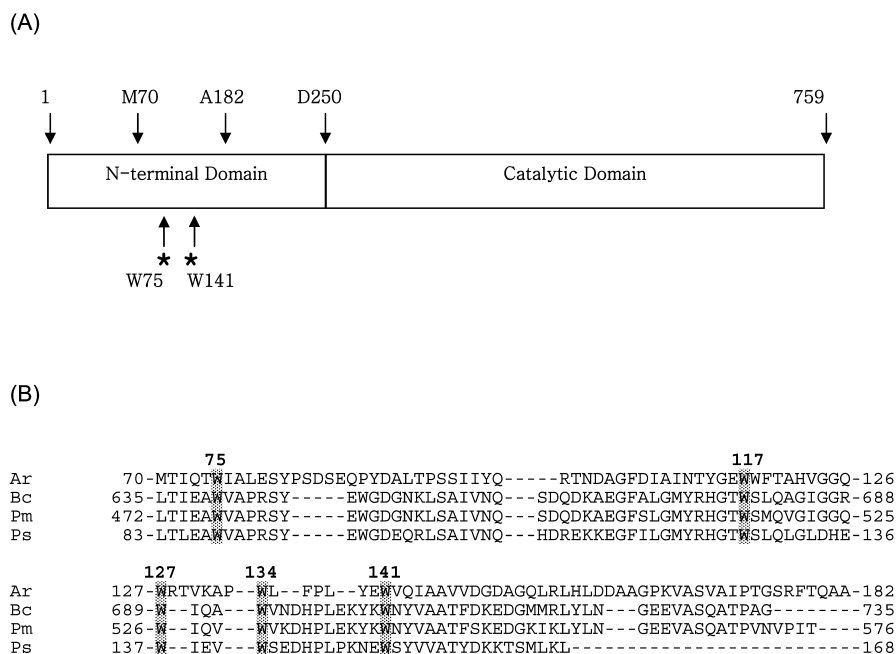 (A)
1 M70 A182 D250 759
N-terminal Domain Catalytic Domain
* *
W75 W141
(B)
75 117
Ar 70-MTIQTWIALESYPSDSEQPYDALTPSSIIYQ-----RTNDAGFDIAINTYGEWWFTAHVGGQ-126
Bc 635-LTIEAWVAPRSY-----EWGDGNKLSAIVNQ---SDQDKAEGFALGMYRHGTWSLQAGIGGR-688
Pm 472-LTIEAWVAPRSY-----EWGDGNKLSAIVNQ---SDQDKAEGFSLGMYRHGTWSMQVGIGGQ-525
Ps 83-LTLEAWVAPRSY-----EWGDEQRLSAIVNQ---HDREKKEGFILGMYRHGTWSLQLGLDHE-136
127 134 141
Ar 127-WRTVKAP--WL--FPL--YEWVQIAAVVDGDAGQLRLHLDDAAGPKVASVAIPTGSRFTQAA-182
Bc 689-W--IQA---WVNDHPLEKYKWNYVAATFDKEDGMMRLYLN---GEEVASQATPAG-------735
Pm 526-W--IQV---WVKDHPLEKYKWNYVAATFSKEDGKIKLYLN---GEEVASQATPVNVPIT---576
Ps 137-W--IEV---WSEDHPLPKNEWSYVVATYDKKTSMLKL-------------------------168